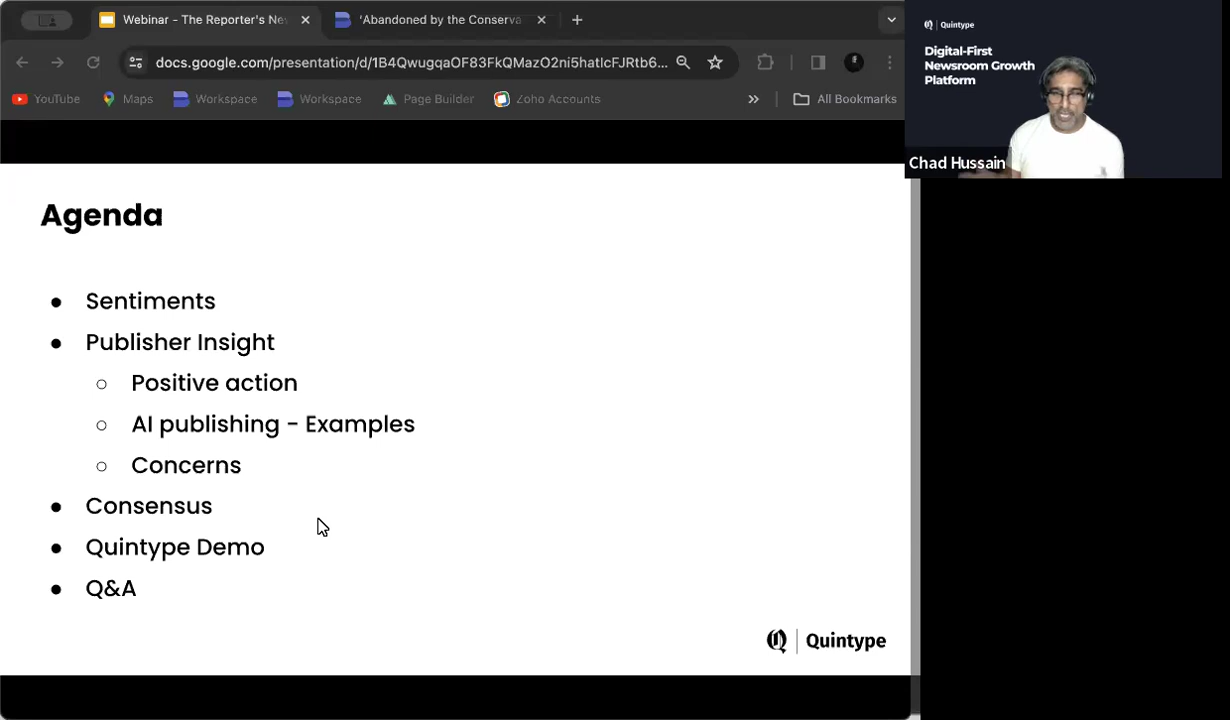 Webinar - The Reporter's Ne
'Abandoned by the Conserva
docs.google.com/presentation/d/1B4QwugqaOF83FkQMazO2ni5hatlcFJRtb6...
YouTube
Maps
Workspace
Workspace
Page Builder
Zoho Accounts
»
All Bookmarks
Quintype
Digital-First
Newsroom Growth
Platform
Chad Hussain
Agenda
● Sentiments
● Publisher Insight
○ Positive action
○ AI publishing - Examples
○ Concerns
● Consensus
● Quintype Demo
● Q&A
Quintype